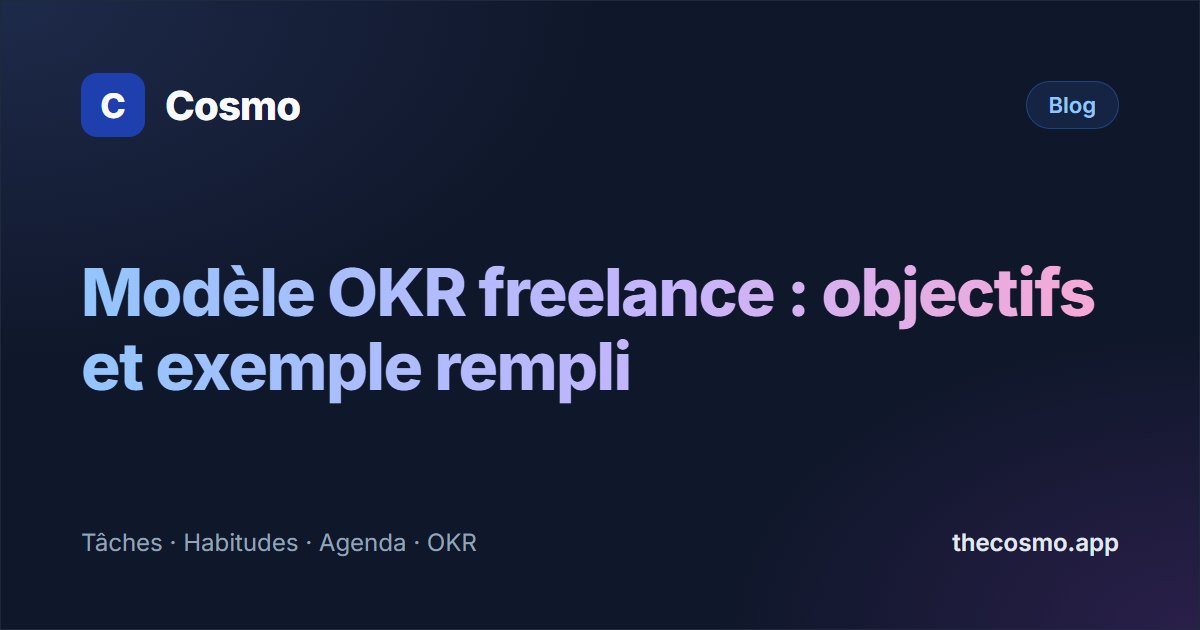 C Cosmo
Blog
Modèle OKR freelance : objectifs
et exemple rempli
Tâches · Habitudes · Agenda · OKR
thecosmo.app